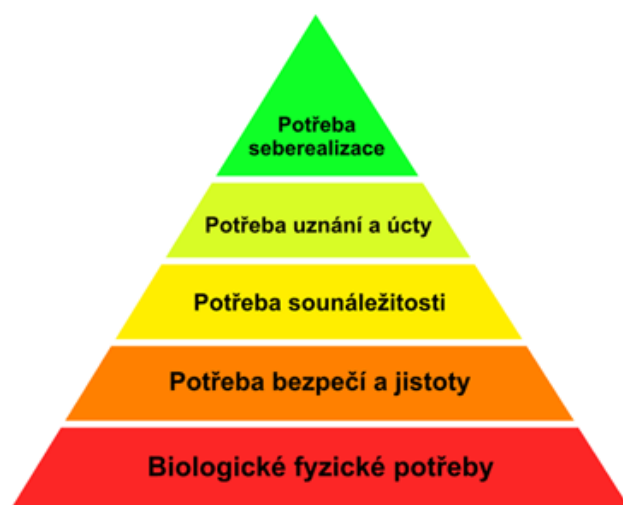 Potřeba
seberealizace
Potřeba uznání a úcty
Potřeba sounáležitosti
Potřeba bezpečí a jistoty
Biologické fyzické potřeby